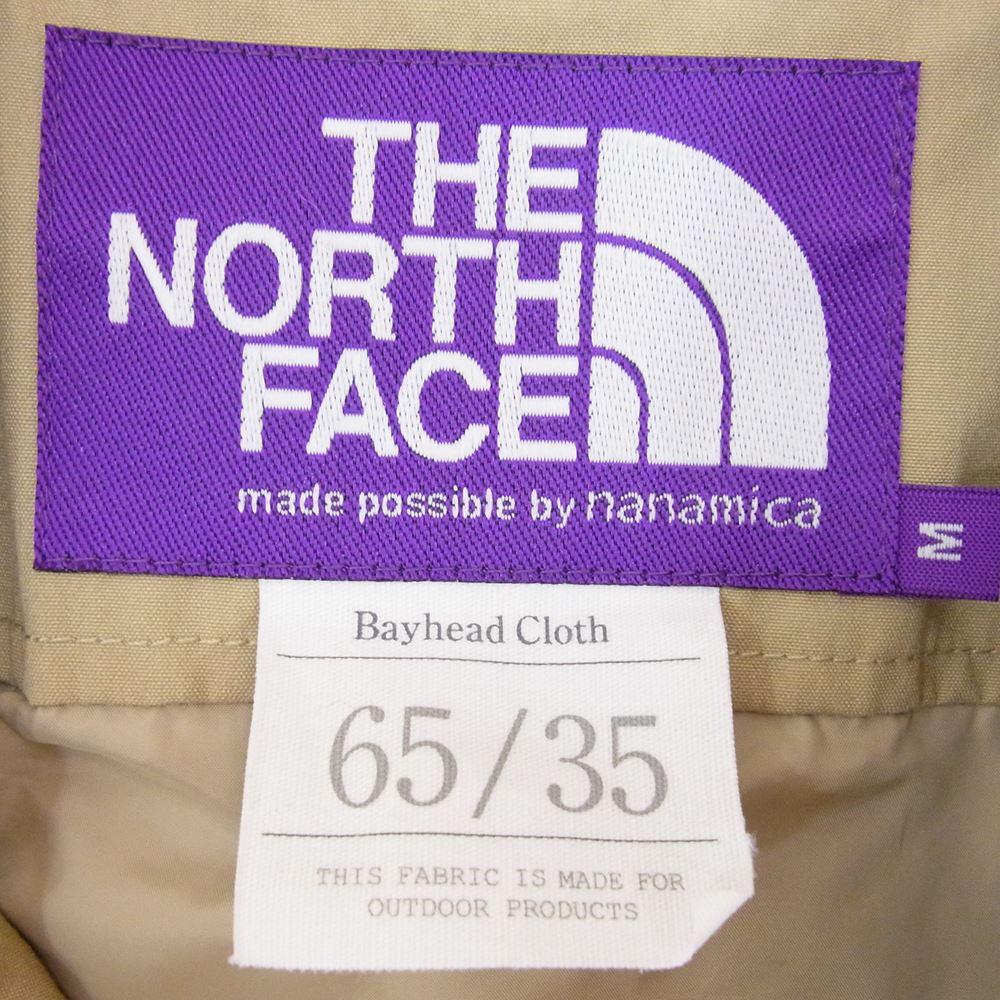 THE
NORTH
FACE
made possible by nanamica
M
Bayhead Cloth
65/35
THIS FABRIC IS MADE FOR
OUTDOOR PRODUCTS